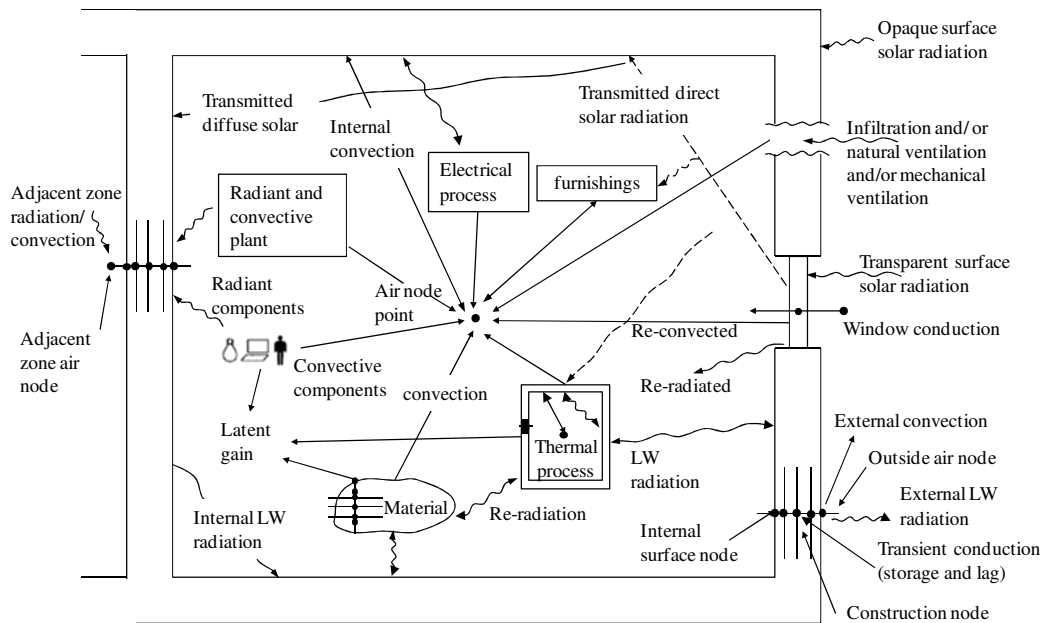 Opaque surface
solar radiation
Transmitted
diffuse solar
Internal
convection
Transmitted direct
solar radiation
Infiltration and/ or
natural ventilation
and/or mechanical
ventilation
Electrical
process
furnishings
Adjacent zone
radiation/
convection
Radiant and
convective
plant
Radiant
components
Air node
point
Transparent surface
solar radiation
Adjacent
zone air
node
Convective
components
convection
Re-convected
Window conduction
Re-radiated
Latent
gain
Thermal
process
LW
radiation
External convection
Outside air node
External LW
radiation
Internal LW
radiation
Material
Re-radiation
Internal
surface node
Transient conduction
(storage and lag)
Construction node